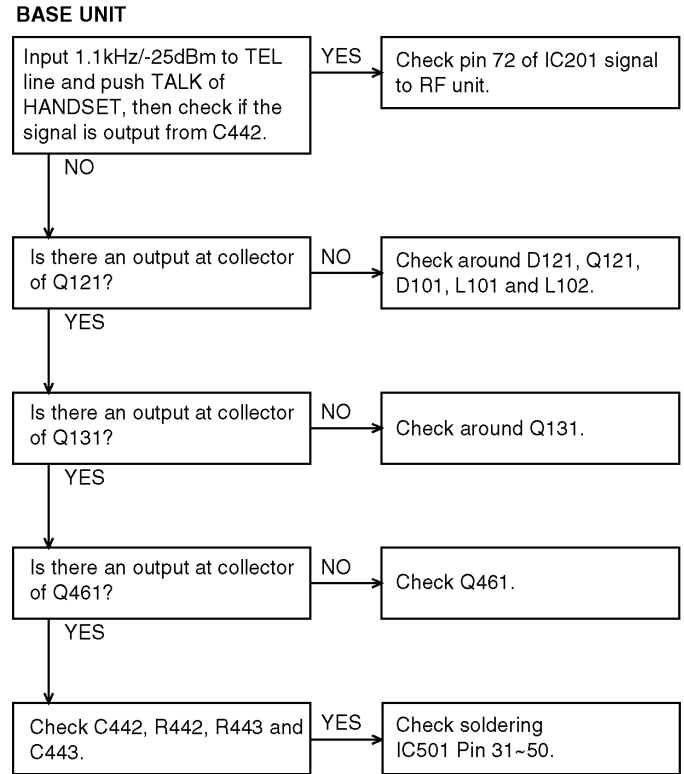 BASE UNIT
Input 1.1kHz/-25dBm to TEL
line and push TALK of
HANDSET, then check if the
signal is output from C442.
YES
Check pin 72 of IC201 signal
to RF unit.
NO
Is there an output at collector
of Q121?
NO
Check around D121, Q121,
D101, L101 and L102.
YES
Is there an output at collector
of Q131?
NO
Check around Q131.
YES
Is there an output at collector
of Q461?
NO
Check Q461.
YES
Check C442, R442, R443 and
C443.
YES
Check soldering
IC501 Pin 31~50.